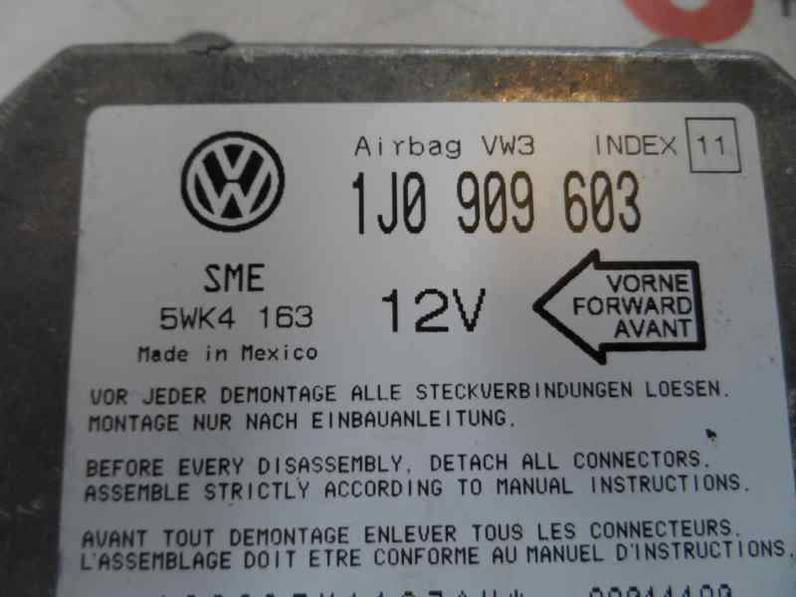 Airbag VW3 INDEX 11
1J0 909 603
SME
5WK4 163
Made in Mexico
12V
VORNE
FORWARD
AVANT
VOR JEDER DEMONTAGE ALLE STECKVERBINDUNGEN LOESEN.
MONTAGE NUR NACH EINBAUANLEITUNG.
BEFORE EVERY DISASSEMBLY, DETACH ALL CONNECTORS.
ASSEMBLE STRICTLY ACCORDING TO MANUAL INSTRUCTIONS.
AVANT TOUT DEMONTAGE ENLEVER TOUS LES CONNECTEURS.
L'ASSEMBLAGE DOIT ETRE CONFORME AU MANUEL D'INSTRUCTIONS.